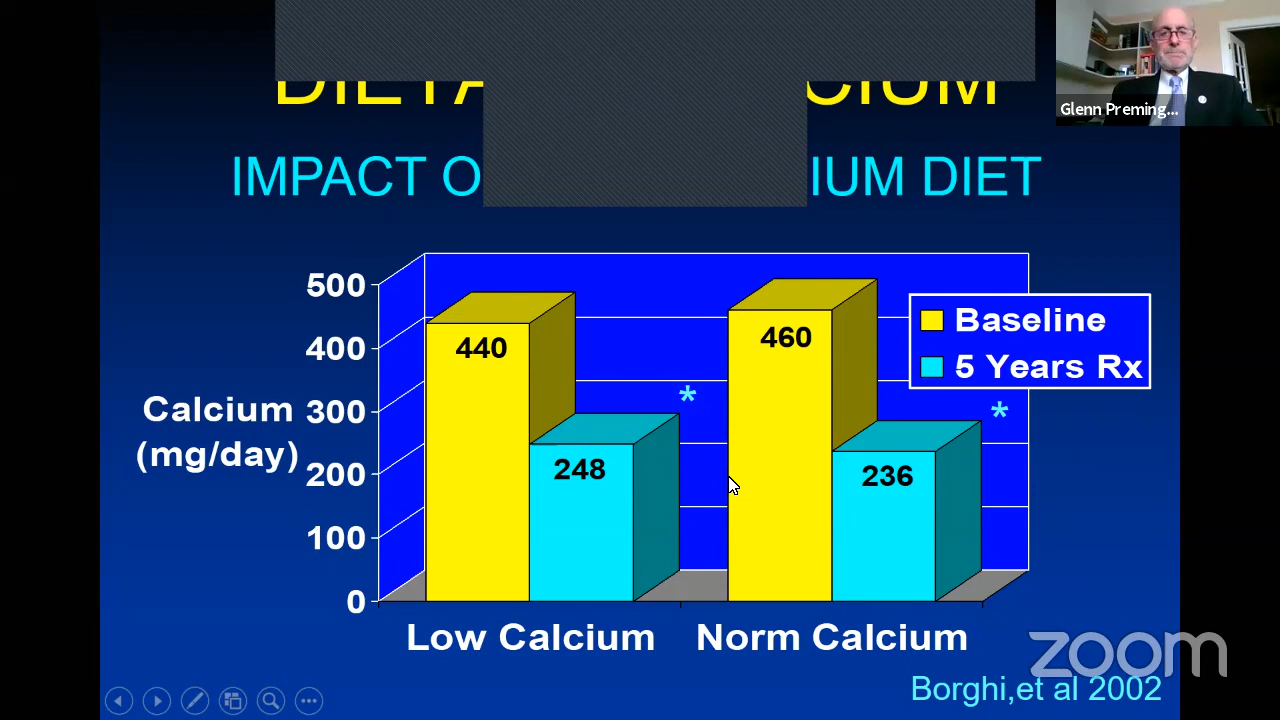 CIUM
Glenn Preming...
IMPACT O
IUM DIET
500
400
300
200
100
0
Calcium
(mg/day)
440
248
*
460
236
*
Baseline
5 Years Rx
Low Calcium
Norm Calcium
zoom
Borghi,et al 2002